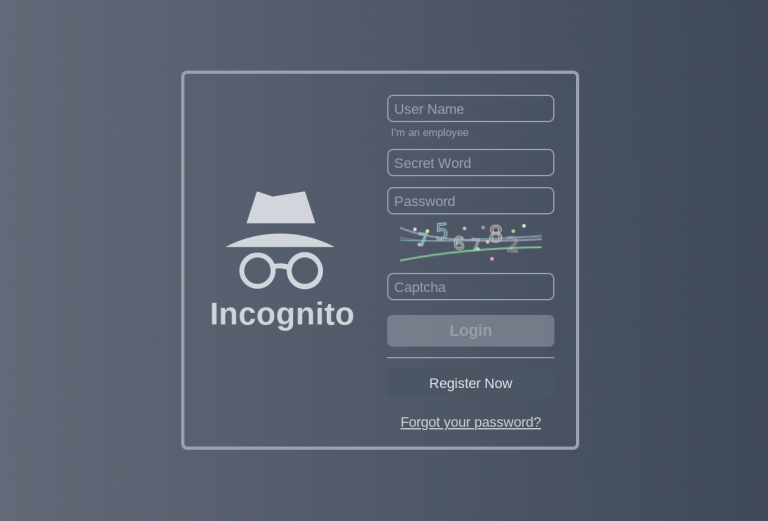 User Name
I'm an employee
Secret Word
Password
756782
Captcha
Incognito
Login
Register Now
Forgot your password?